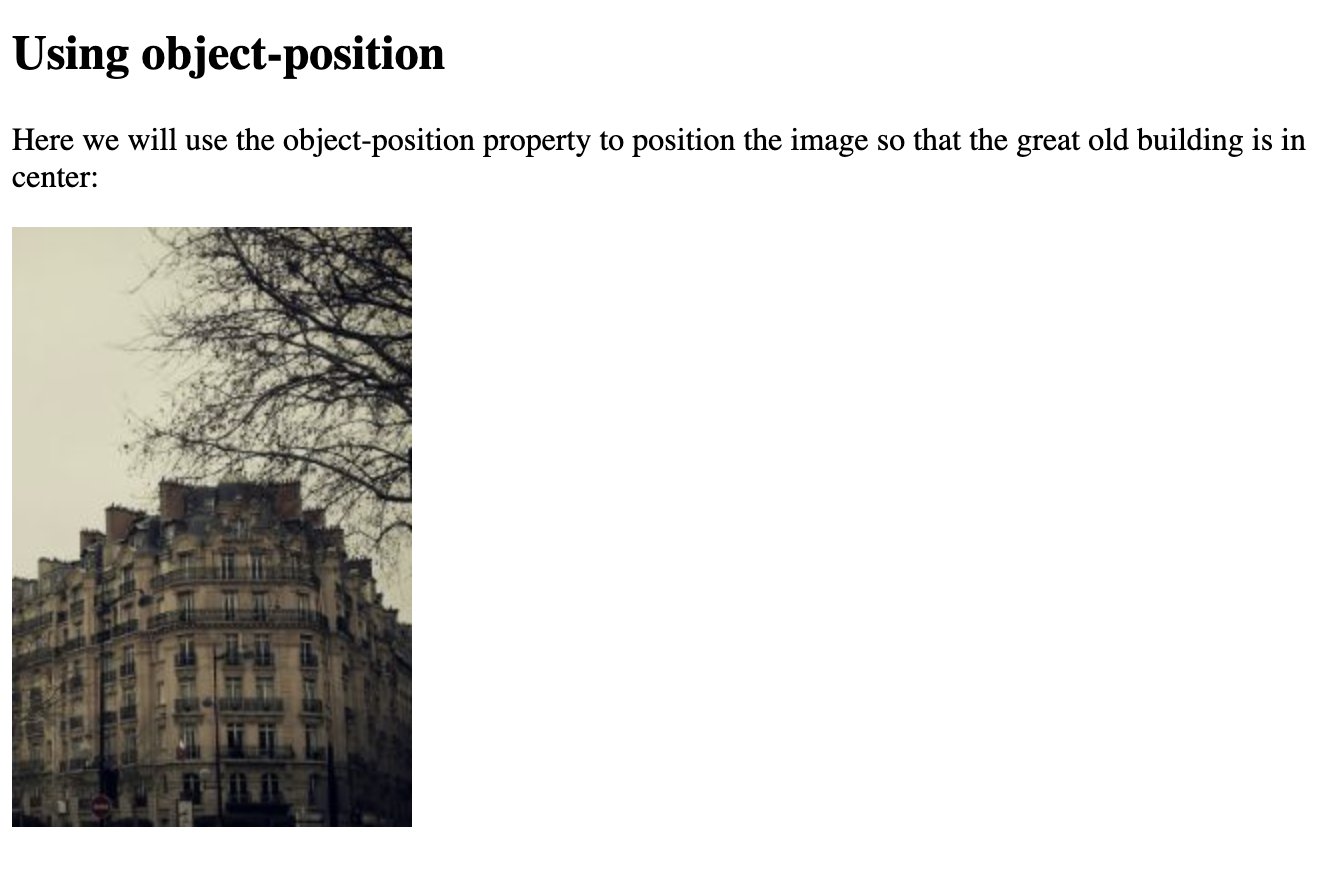 Using object-position
Here we will use the object-position property to position the image so that the great old building is in
center: